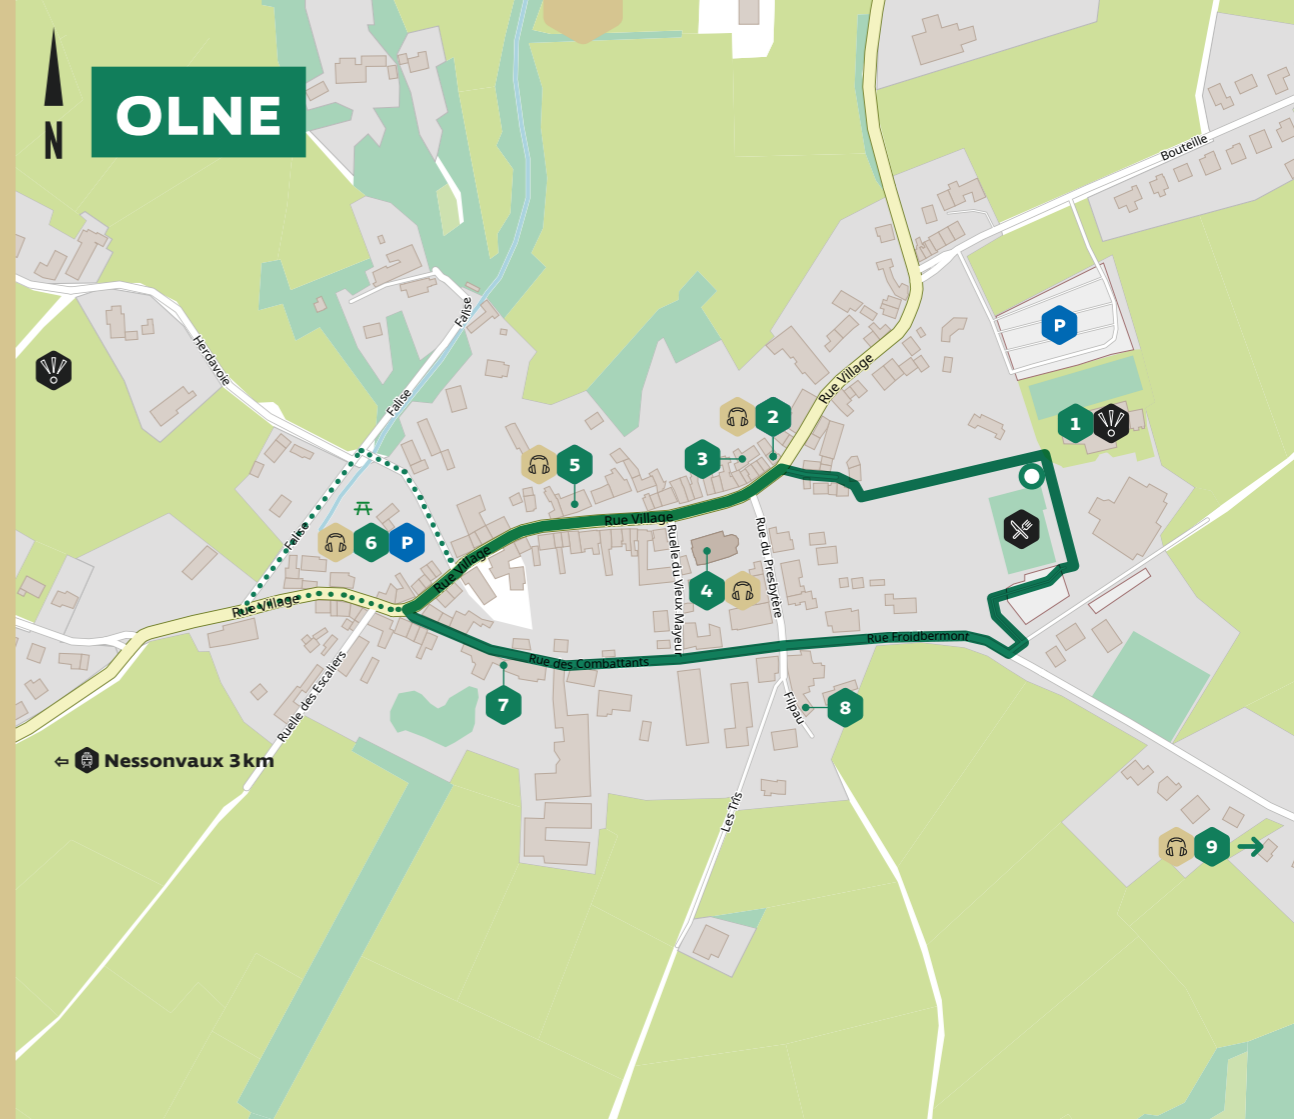 OLNE
N
Bouteille
P
Falise
Herdavoie
Rue Village
Falise
2
1
3
5
Rue Village
Falise
6
P
Rue du Presbytère
Ruelle du Vieux Mayeur
Rue Village
4
Rue Village
Rue Froidbermont
Rue des Combattants
Ruelle des Escaliers
7
Filpau
8
⇦ Nessonvaux 3 km
Les Tris
9 →